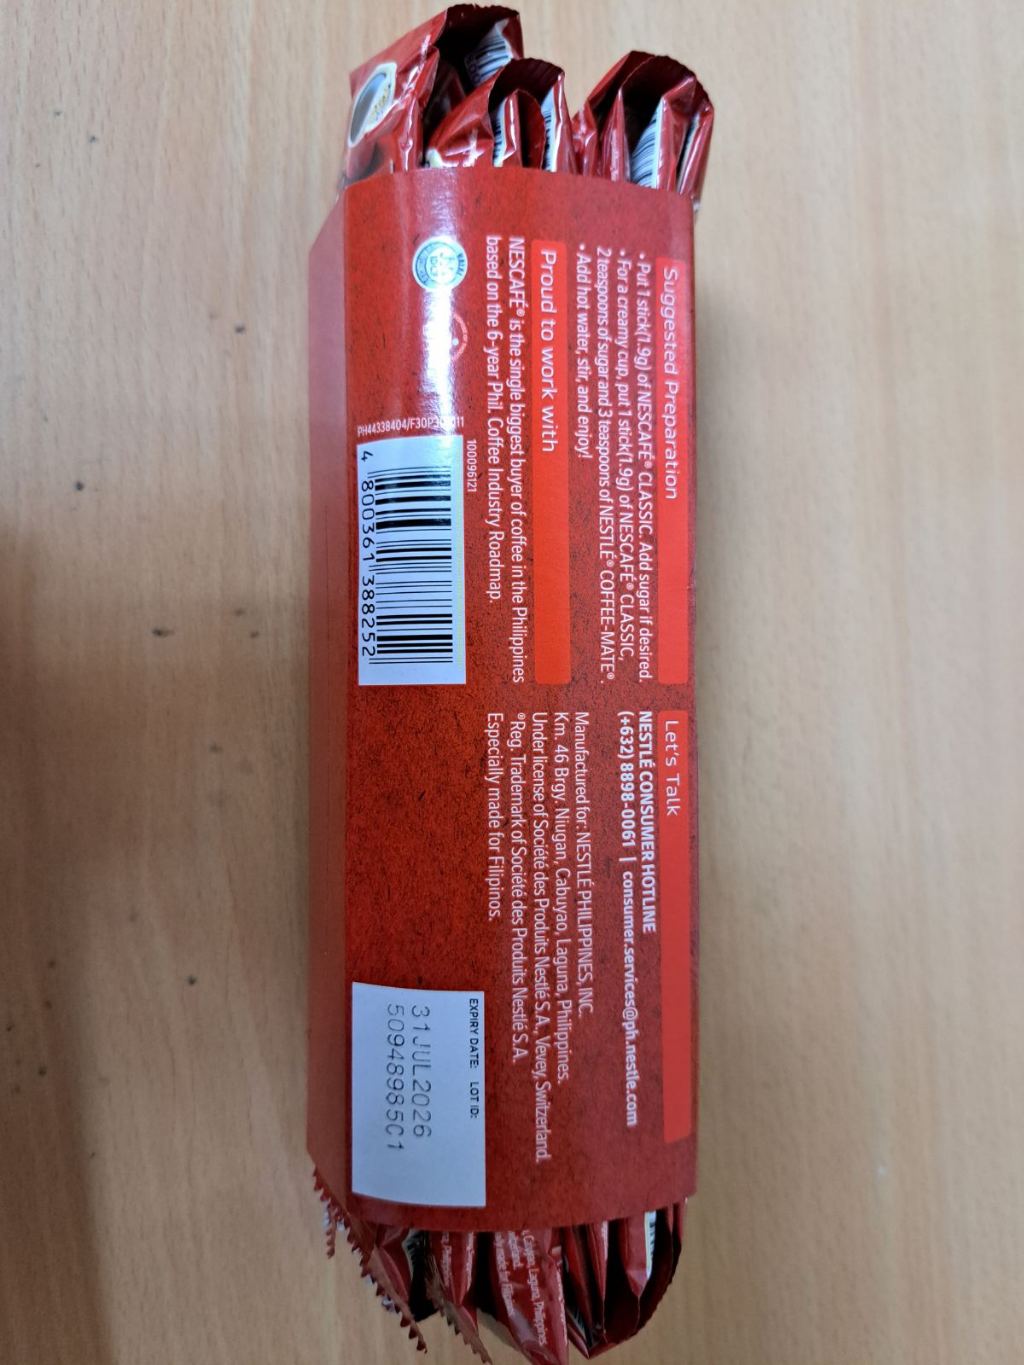 Suggested Preparation
• Put 1 stick(1.9g) of NESCAFÉ® CLASSIC. Add sugar if desired.
• For a creamy cup, put 1 stick(1.9g) of NESCAFÉ® CLASSIC,
2 teaspoons of sugar and 3 teaspoons of NESTLÉ® COFFEE-MATE®.
• Add hot water, stir, and enjoy!
Proud to work with
NESCAFÉ® is the single biggest buyer of coffee in the Philippines
based on the 6-year Phil. Coffee Industry Roadmap.
100096121
4 800361 388252
Let's Talk
NESTLÉ CONSUMER HOTLINE
(+632) 8898-0061 | consumer.services@ph.nestle.com
Manufactured for: NESTLÉ PHILIPPINES, INC.
Km. 46 Brgy. Niugan, Cabuyao, Laguna, Philippines.
Under license of Société des Produits Nestlé S.A., Vevey, Switzerland.
®Reg. Trademark of Société des Produits Nestlé S.A.
Especially made for Filipinos.
EXPIRY DATE: LOT ID:
31JUL2026
50948985C1